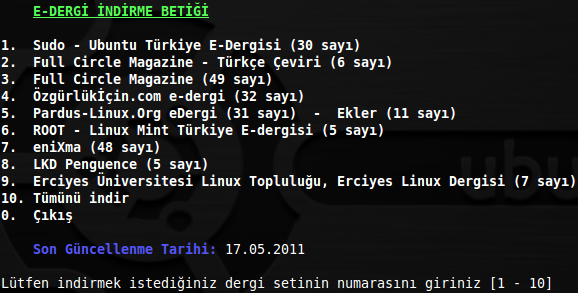 E-DERGİ İNDİRME BETİĞİ
1. Sudo - Ubuntu Türkiye E-Dergisi (30 sayı)
2. Full Circle Magazine - Türkçe Çeviri (6 sayı)
3. Full Circle Magazine (49 sayı)
4. Özgürlükİçin.com e-dergi (32 sayı)
5. Pardus-Linux.Org eDergi (31 sayı) - Ekler (11 sayı)
6. ROOT - Linux Mint Türkiye E-dergisi (5 sayı)
7. eniXma (48 sayı)
8. LKD Penguence (5 sayı)
9. Erciyes Üniversitesi Linux Topluluğu, Erciyes Linux Dergisi (7 sayı)
10. Tümünü indir
0. Çıkış
Son Güncellenme Tarihi: 17.05.2011
Lütfen indirmek istediğiniz dergi setinin numarasını giriniz [1 - 10]
ubu